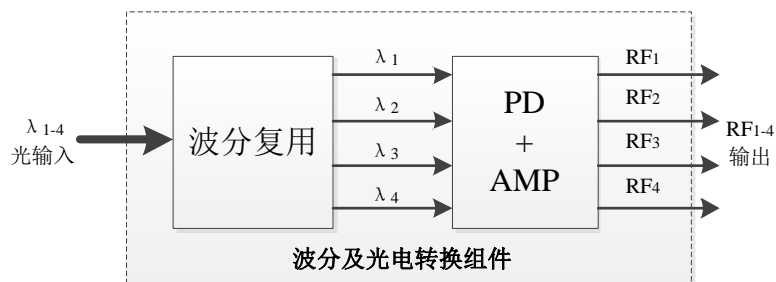 λ 1-4
光输入
波分复用
λ 1
λ 2
λ 3
λ 4
PD
+
AMP
RF1
RF2
RF3
RF4
RF1-4
输出
波分及光电转换组件